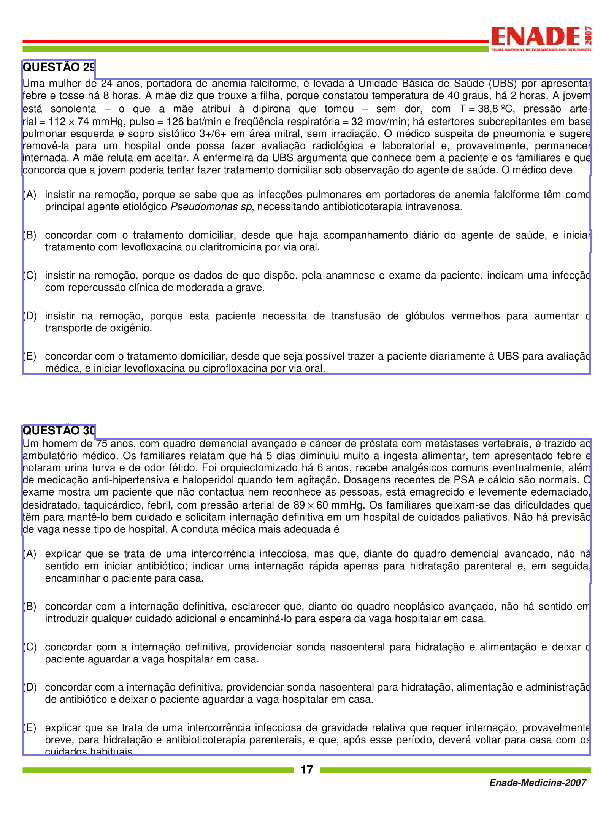 ENADE 2007
EXAME NACIONAL DE DESEMPENHO DOS ESTUDANTES
QUESTÃO 29
Uma mulher de 24 anos, portadora de anemia falciforme, é levada à Unidade Básica de Saúde (UBS) por apresentar
febre e tosse há 8 horas. A mãe diz que trouxe a filha, porque constatou temperatura de 40 graus, há 2 horas. A jovem
está sonolenta – o que a mãe atribui à dipirona que tomou – sem dor, com T = 38,8 ºC, pressão arte-
rial = 112 × 74 mmHg, pulso = 126 bat/min e freqüência respiratória = 32 mov/min; há estertores subcrepitantes em base
pulmonar esquerda e sopro sistólico 3+/6+ em área mitral, sem irradiação. O médico suspeita de pneumonia e sugere
removê-la para um hospital onde possa fazer avaliação radiológica e laboratorial e, provavelmente, permanecer
internada. A mãe reluta em aceitar. A enfermeira da UBS argumenta que conhece bem a paciente e os familiares e que
concorda que a jovem poderia tentar fazer tratamento domiciliar sob observação do agente de saúde. O médico deve
(A) insistir na remoção, porque se sabe que as infecções pulmonares em portadores de anemia falciforme têm como
principal agente etiológico Pseudomonas sp, necessitando antibioticoterapia intravenosa.
(B) concordar com o tratamento domiciliar, desde que haja acompanhamento diário do agente de saúde, e iniciar
tratamento com levofloxacina ou claritromicina por via oral.
(C) insistir na remoção, porque os dados de que dispõe, pela anamnese e exame da paciente, indicam uma infecção
com repercussão clínica de moderada a grave.
(D) insistir na remoção, porque esta paciente necessita de transfusão de glóbulos vermelhos para aumentar o
transporte de oxigênio.
(E) concordar com o tratamento domiciliar, desde que seja possível trazer a paciente diariamente à UBS para avaliação
médica, e iniciar levofloxacina ou ciprofloxacina por via oral.
QUESTÃO 30
Um homem de 75 anos, com quadro demencial avançado e câncer de próstata com metástases vertebrais, é trazido ao
ambulatório médico. Os familiares relatam que há 5 dias diminuiu muito a ingesta alimentar, tem apresentado febre e
notaram urina turva e de odor fétido. Foi orquiectomizado há 6 anos, recebe analgésicos comuns eventualmente, além
de medicação anti-hipertensiva e haloperidol quando tem agitação. Dosagens recentes de PSA e cálcio são normais. O
exame mostra um paciente que não contactua nem reconhece as pessoas, está emagrecido e levemente edemaciado,
desidratado, taquicárdico, febril, com pressão arterial de 89 × 60 mmHg. Os familiares queixam-se das dificuldades que
têm para mantê-lo bem cuidado e solicitam internação definitiva em um hospital de cuidados paliativos. Não há previsão
de vaga nesse tipo de hospital. A conduta médica mais adequada é
(A) explicar que se trata de uma intercorrência infecciosa, mas que, diante do quadro demencial avançado, não há
sentido em iniciar antibiótico; indicar uma internação rápida apenas para hidratação parenteral e, em seguida,
encaminhar o paciente para casa.
(B) concordar com a internação definitiva, esclarecer que, diante do quadro neoplásico avançado, não há sentido em
introduzir qualquer cuidado adicional e encaminhá-lo para espera da vaga hospitalar em casa.
(C) concordar com a internação definitiva, providenciar sonda nasoenteral para hidratação e alimentação e deixar o
paciente aguardar a vaga hospitalar em casa.
(D) concordar com a internação definitiva, providenciar sonda nasoenteral para hidratação, alimentação e administração
de antibiótico e deixar o paciente aguardar a vaga hospitalar em casa.
(E) explicar que se trata de uma intercorrência infecciosa de gravidade relativa que requer internação, provavelmente
breve, para hidratação e antibioticoterapia parenterais, e que, após esse período, deverá voltar para casa com os
cuidados habituais.
17
Enade-Medicina-2007